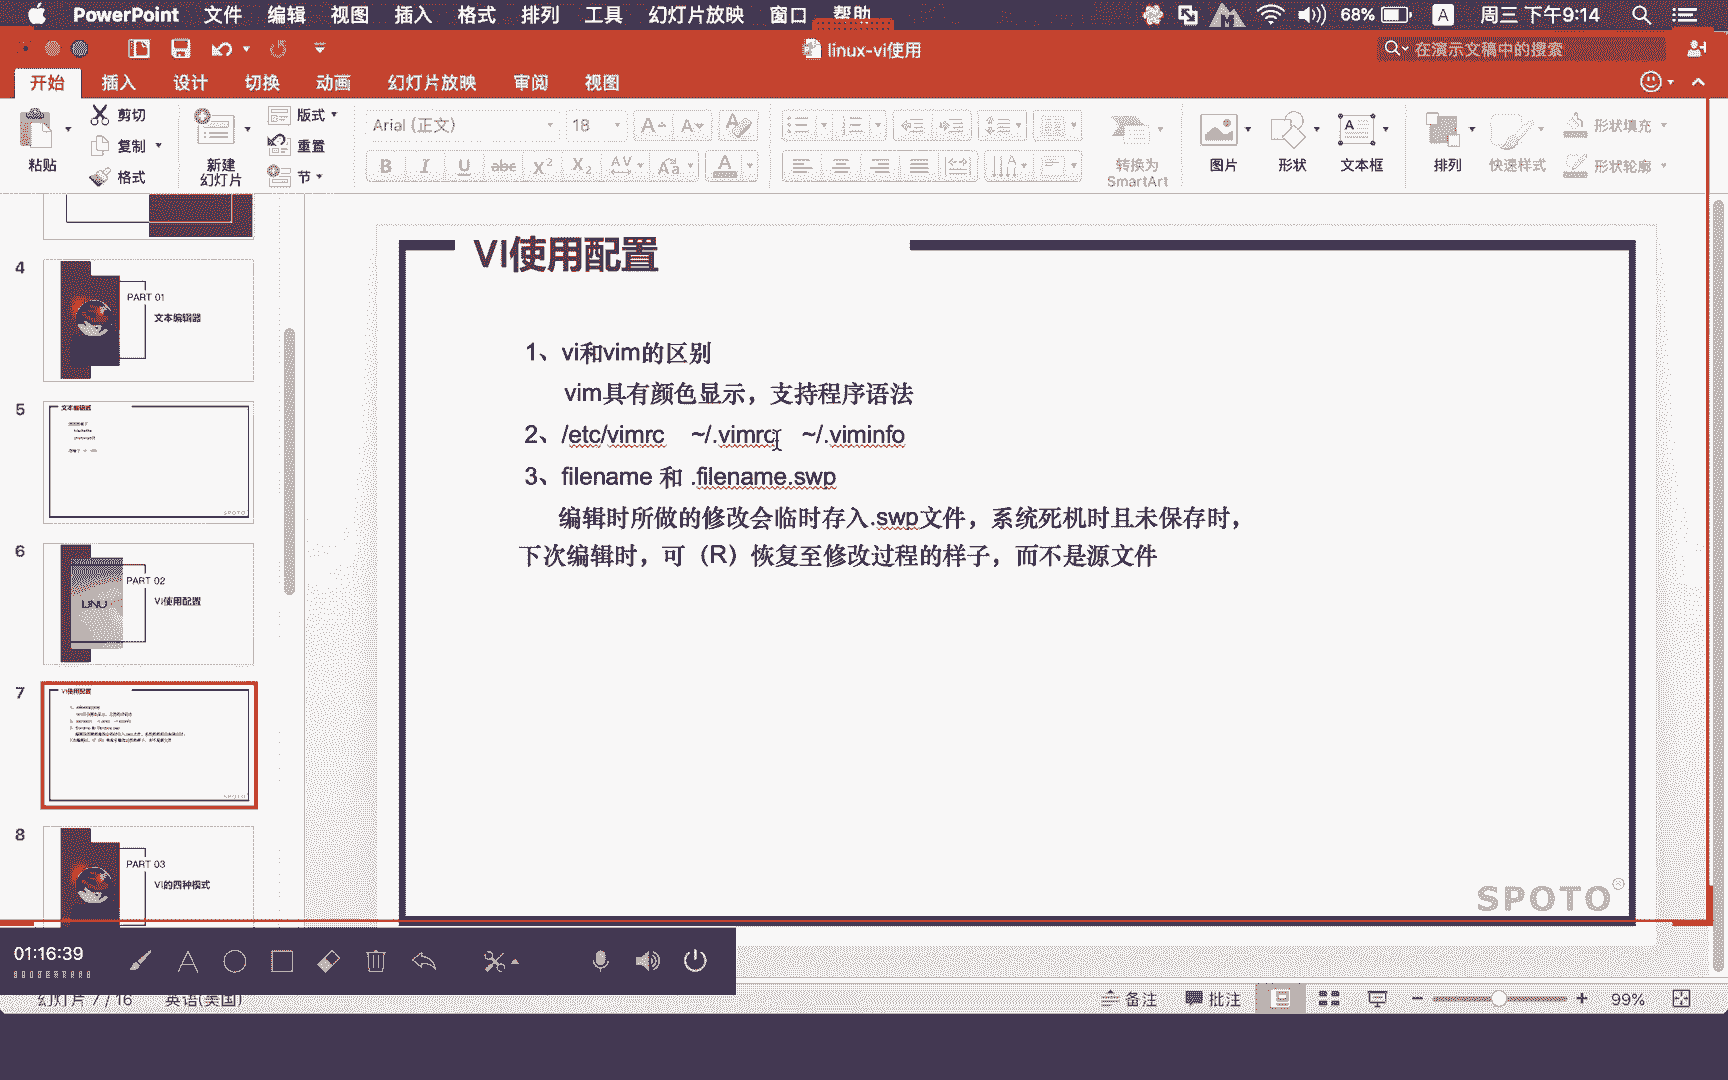 PowerPoint 文件 编辑 视图 插入 格式 排列 工具 幻灯片放映 窗口 帮助 68% A 周三 下午9:14
linux-vi使用
在演示文稿中的搜索
开始 插入 设计 切换 动画 幻灯片放映 审阅 视图
粘贴
剪切
复制
格式
新建
幻灯片
版式
重置
节
Arial (正文) 18
转换为
SmartArt
图片
形状
文本框
排列
快速样式
形状填充
形状轮廓
4
PART 01
文本编辑器
5
文本编辑器
SPOTO
6
PART 02
VI使用配置
7
VI使用配置
SPOTO
8
PART 03
VI的四种模式
VI使用配置
1、vi和vim的区别
vim具有颜色显示，支持程序语法
2、/etc/vimrc ~/.vimrc ~/.viminfo
3、filename 和 .filename.swp
编辑时所做的修改会临时存入.swp文件，系统死机时且未保存时，
下次编辑时，可（R）恢复至修改过程的样子，而不是源文件
SPOTO®
01:16:39
幻灯片 7 / 16 英语(美国)
备注 批注 99%